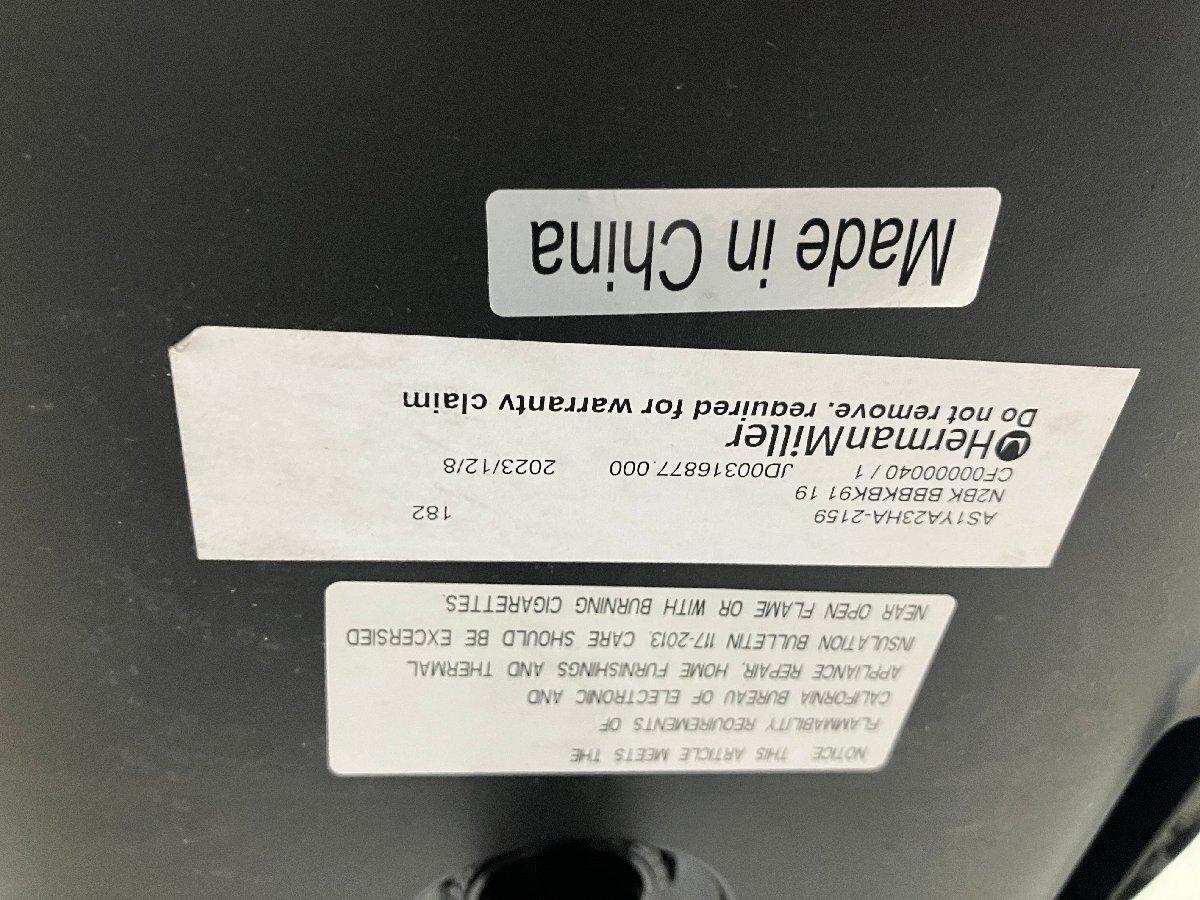 NOTICE THIS ARTICLE MEETS THE
FLAMMABILITY REQUIREMENTS OF
CALIFORNIA BUREAU OF ELECTRONIC AND
APPLIANCE REPAIR, HOME FURNISHINGS AND THERMAL
INSULATION BULLETIN 117-2013. CARE SHOULD BE EXCERSIED
NEAR OPEN FLAME OR WITH BURNING CIGARETTES.
AS1YA23HA-2159 182
N2BK BBBKBK91 19
CF0000040 / 1 JD00316877.000 2023/12/8
HermanMiller
Do not remove. required for warranty claim
Made in China